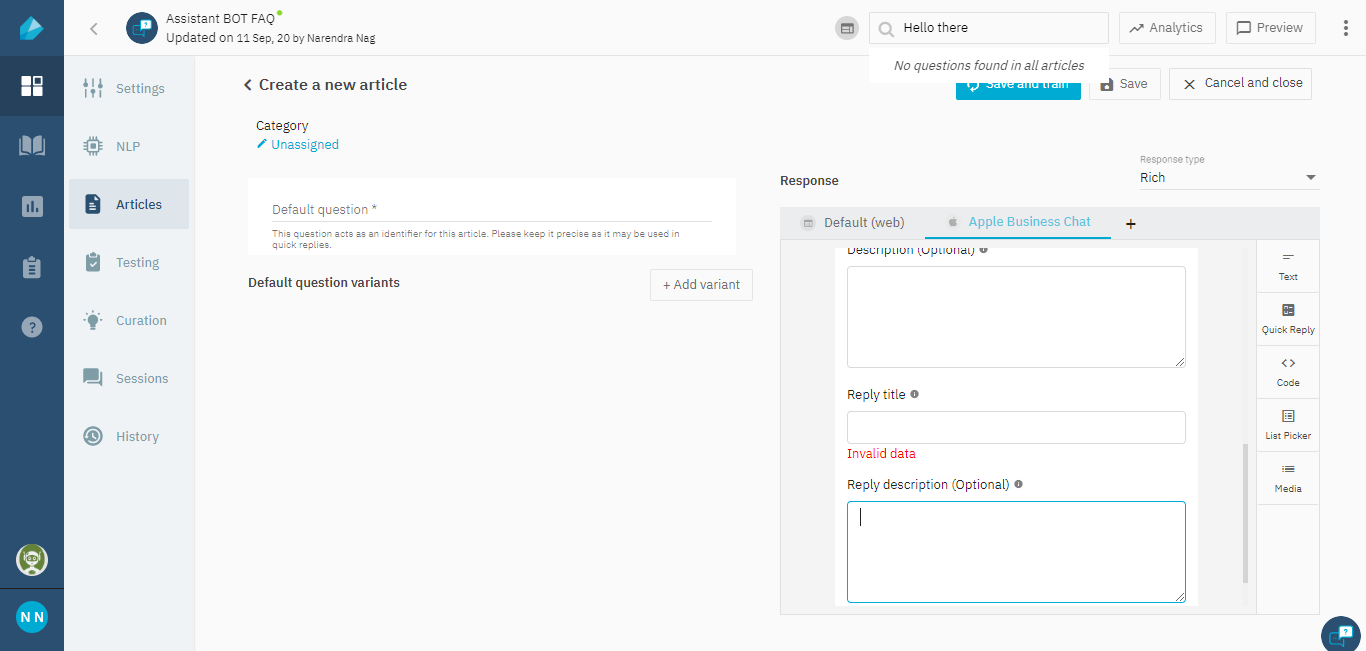 Assistant BOT FAQ
Updated on 11 Sep, 20 by Narendra Nag
Hello there
Analytics
Preview
No questions found in all articles
Settings
NLP
Articles
Testing
Curation
Sessions
History
N N
Create a new article
Save and train
Save
Cancel and close
Category
Unassigned
Default question *
This question acts as an identifier for this article. Please keep it precise as it may be used in
quick replies.
Default question variants
+ Add variant
Response
Response type
Rich
Default (web)
Apple Business Chat
+
Description (Optional)
Reply title
Invalid data
Reply description (Optional)
Text
Quick Reply
Code
List Picker
Media